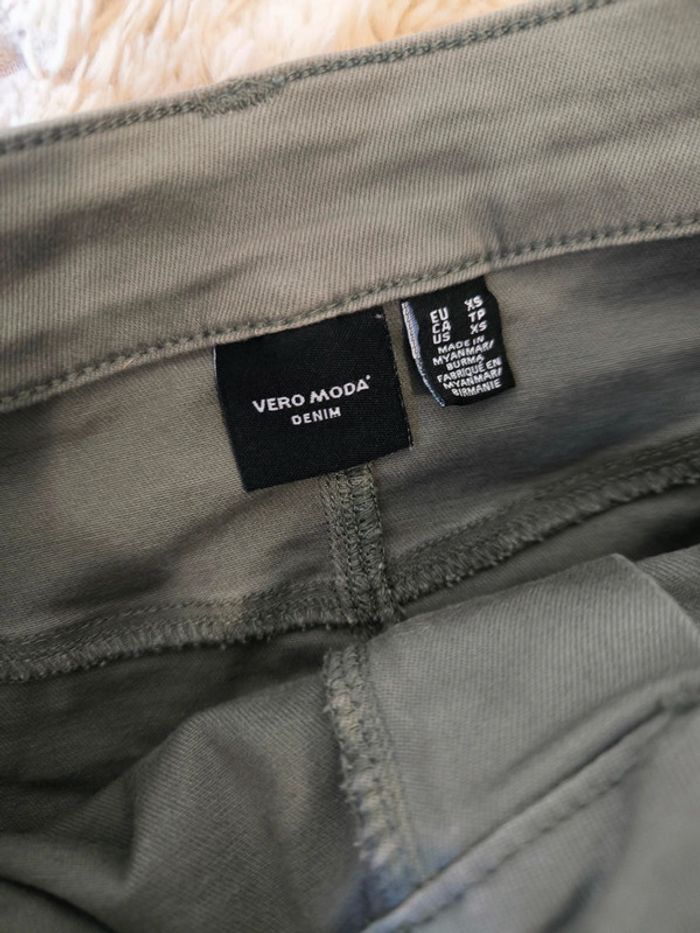 VERO MODA
DENIM
EU XS
CA TP
US XS
MADE IN
MYANMAR/
BURMA
FABRIQUÉ EN
MYANMAR/
BIRMANIE